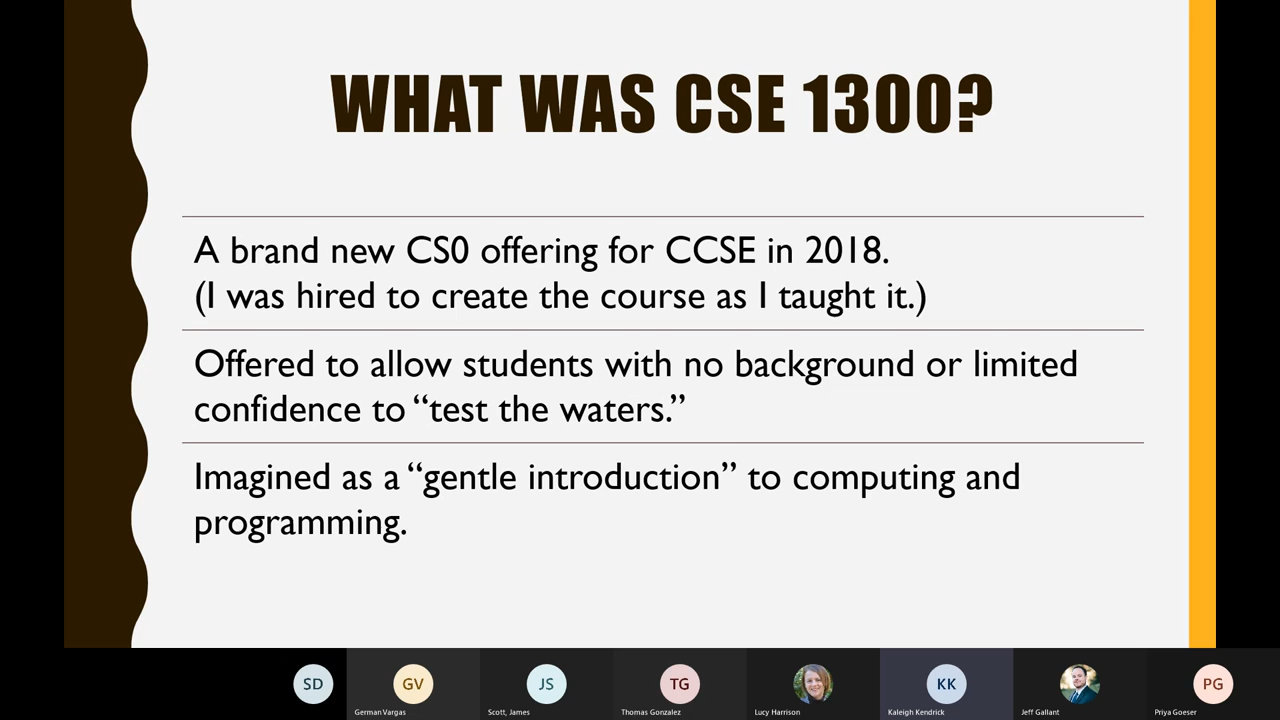 WHAT WAS CSE 1300?
A brand new CS0 offering for CCSE in 2018.
(I was hired to create the course as I taught it.)
Offered to allow students with no background or limited
confidence to “test the waters.”
Imagined as a “gentle introduction” to computing and
programming.
SD
GV
JS
TG
KK
PG
German Vargas
Scott, James
Thomas Gonzalez
Lucy Harrison
Kaleigh Kendrick
Jeff Gallant
Priya Goeser